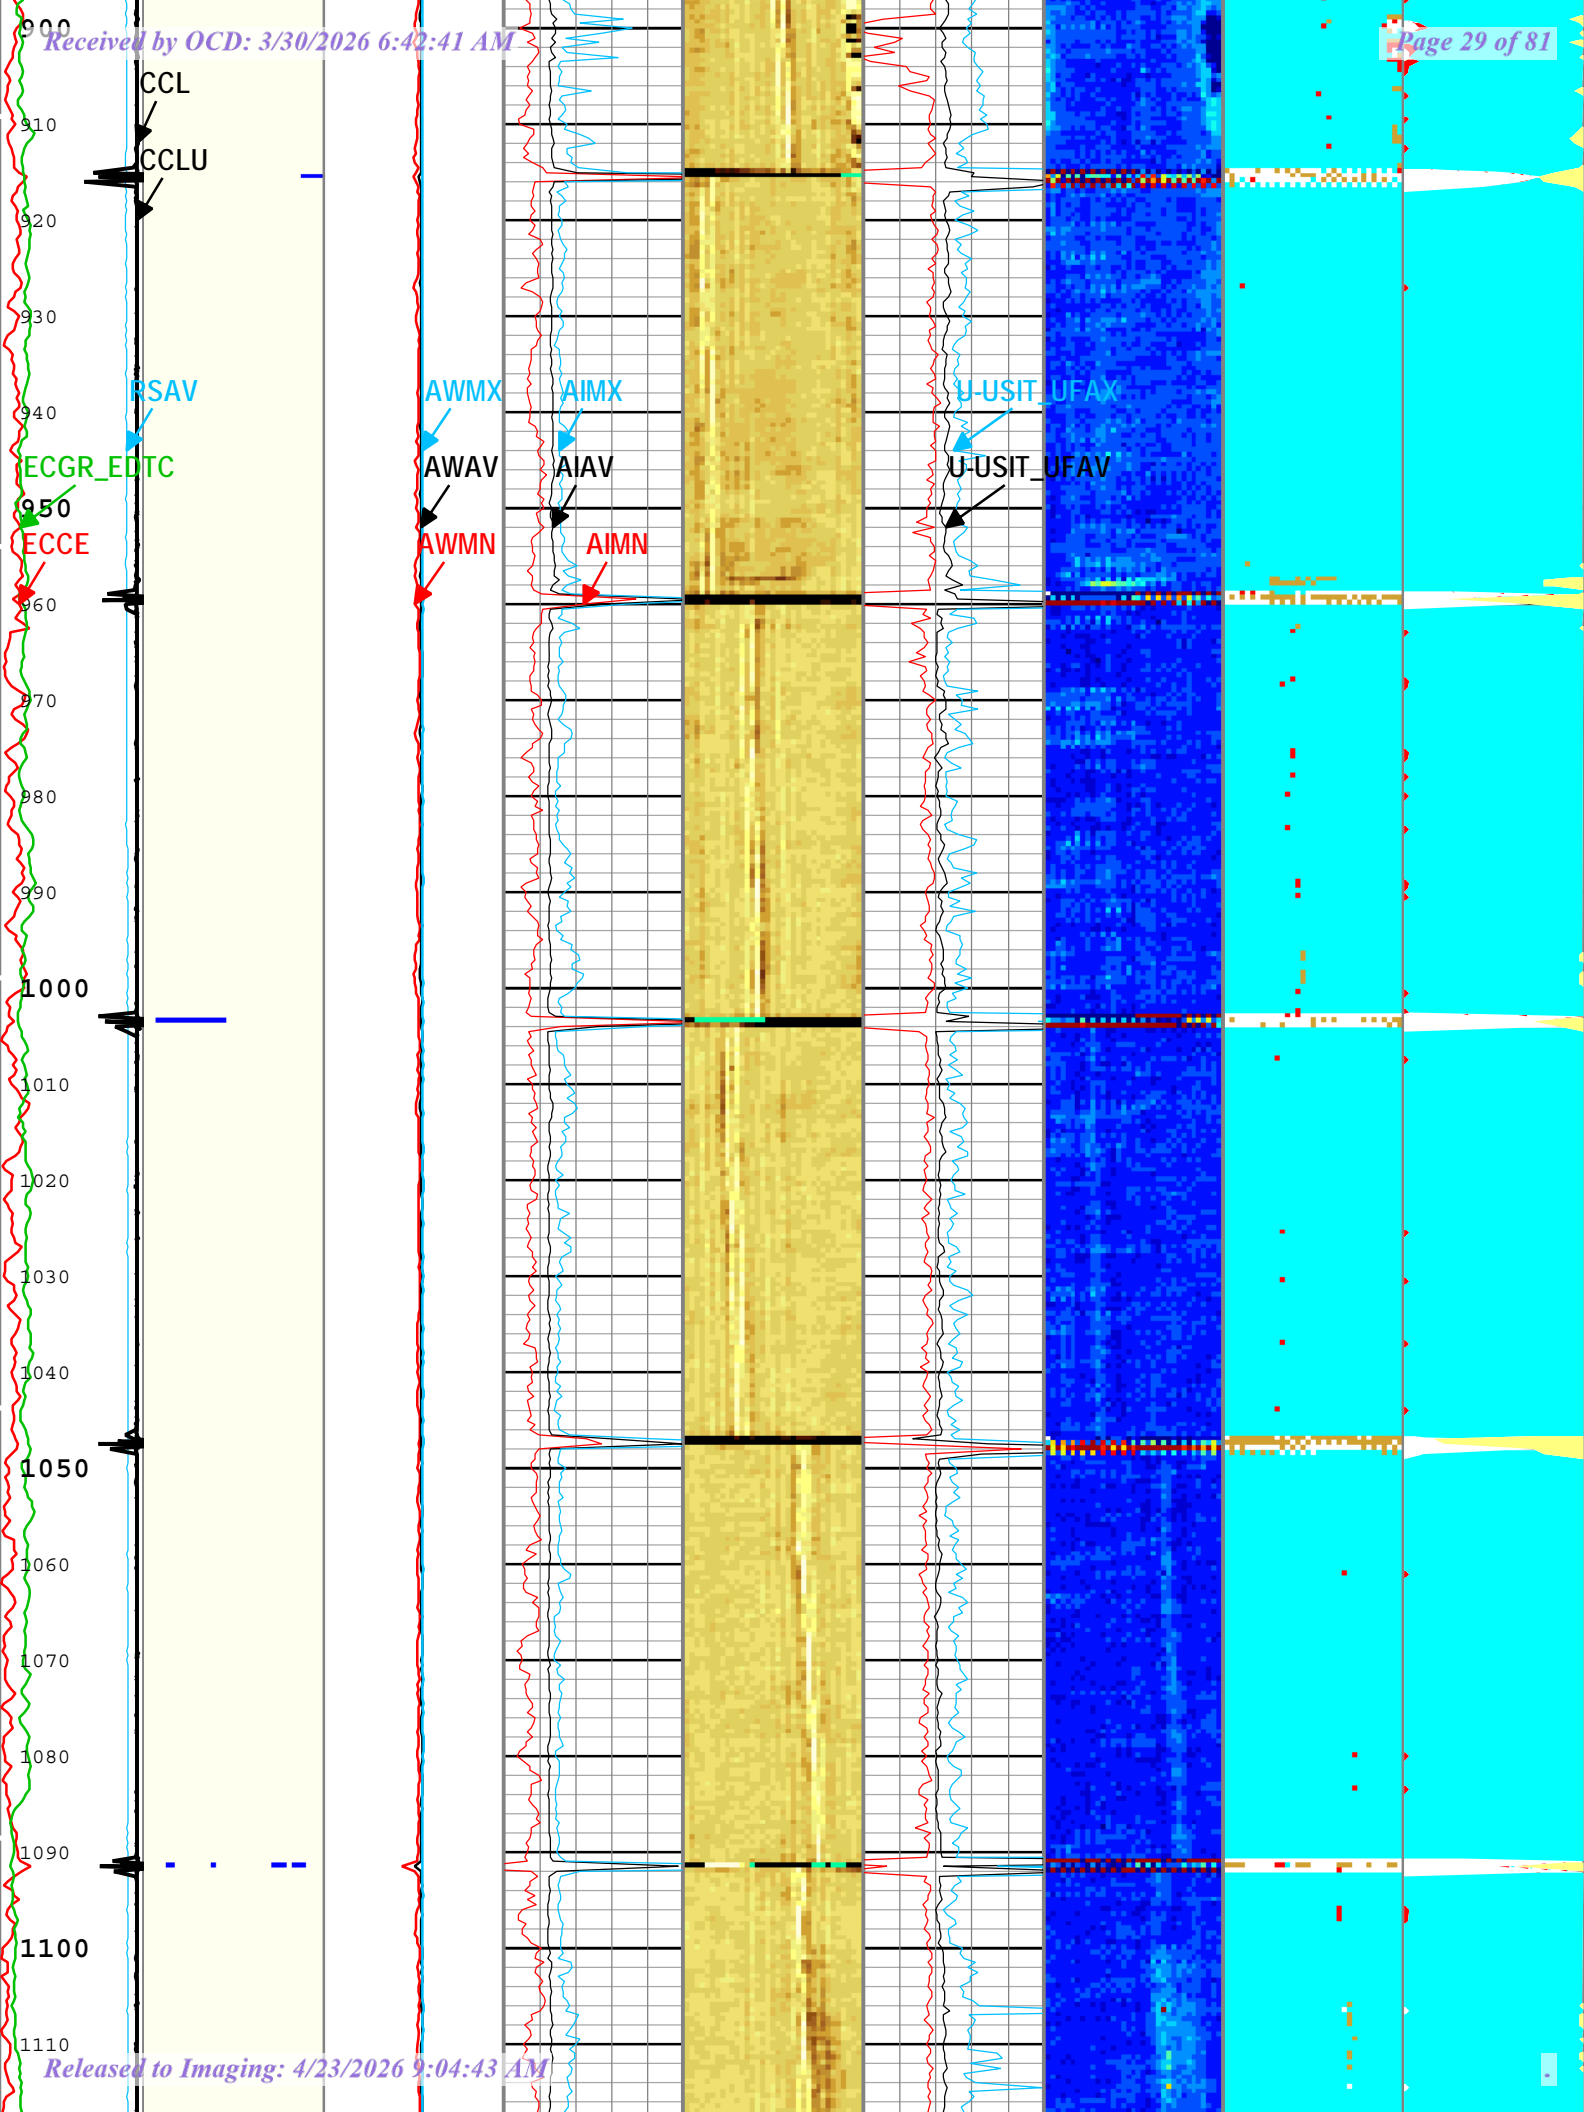 900
Received by OCD: 3/30/2026 6:42:41 AM
Page 29 of 81
CCL
910
CCLU
920
930
RSAV
AWMX
AIMX
U-USIT_UFAX
940
ECGR_EDTC
AWAV
AIAV
U-USIT_UFAV
950
ECCE
AWMN
AIMN
960
970
980
990
1000
1010
1020
1030
1040
1050
1060
1070
1080
1090
1100
1110
Released to Imaging: 4/23/2026 9:04:43 AM